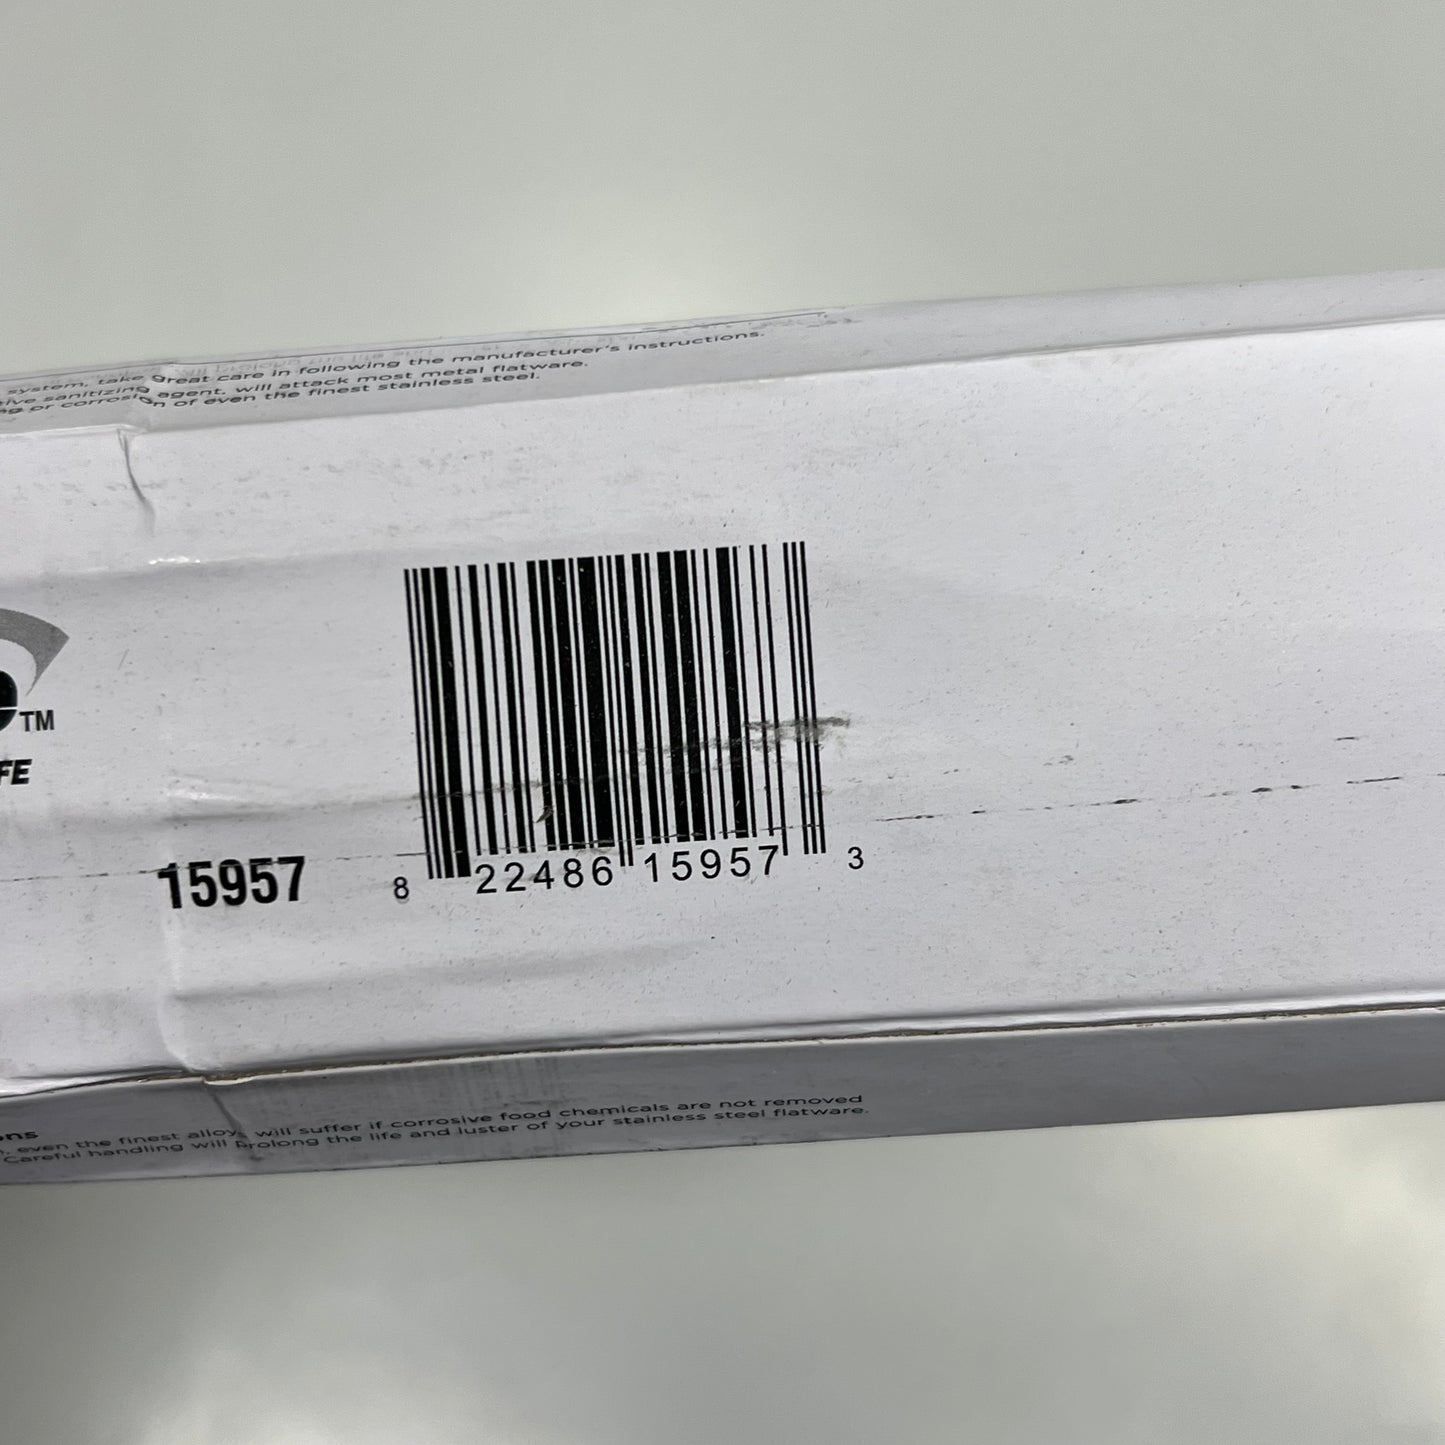 system, take great care in following the manufacturer's instructions.
sanitizing agent, will attack most metal flatware.
or corrosion of even the finest stainless steel.
TM
FE
15957
8 22486 15957 3
even the finest alloy, will suffer if corrosive food chemicals are not removed
Careful handling will prolong the life and luster of your stainless steel flatware.